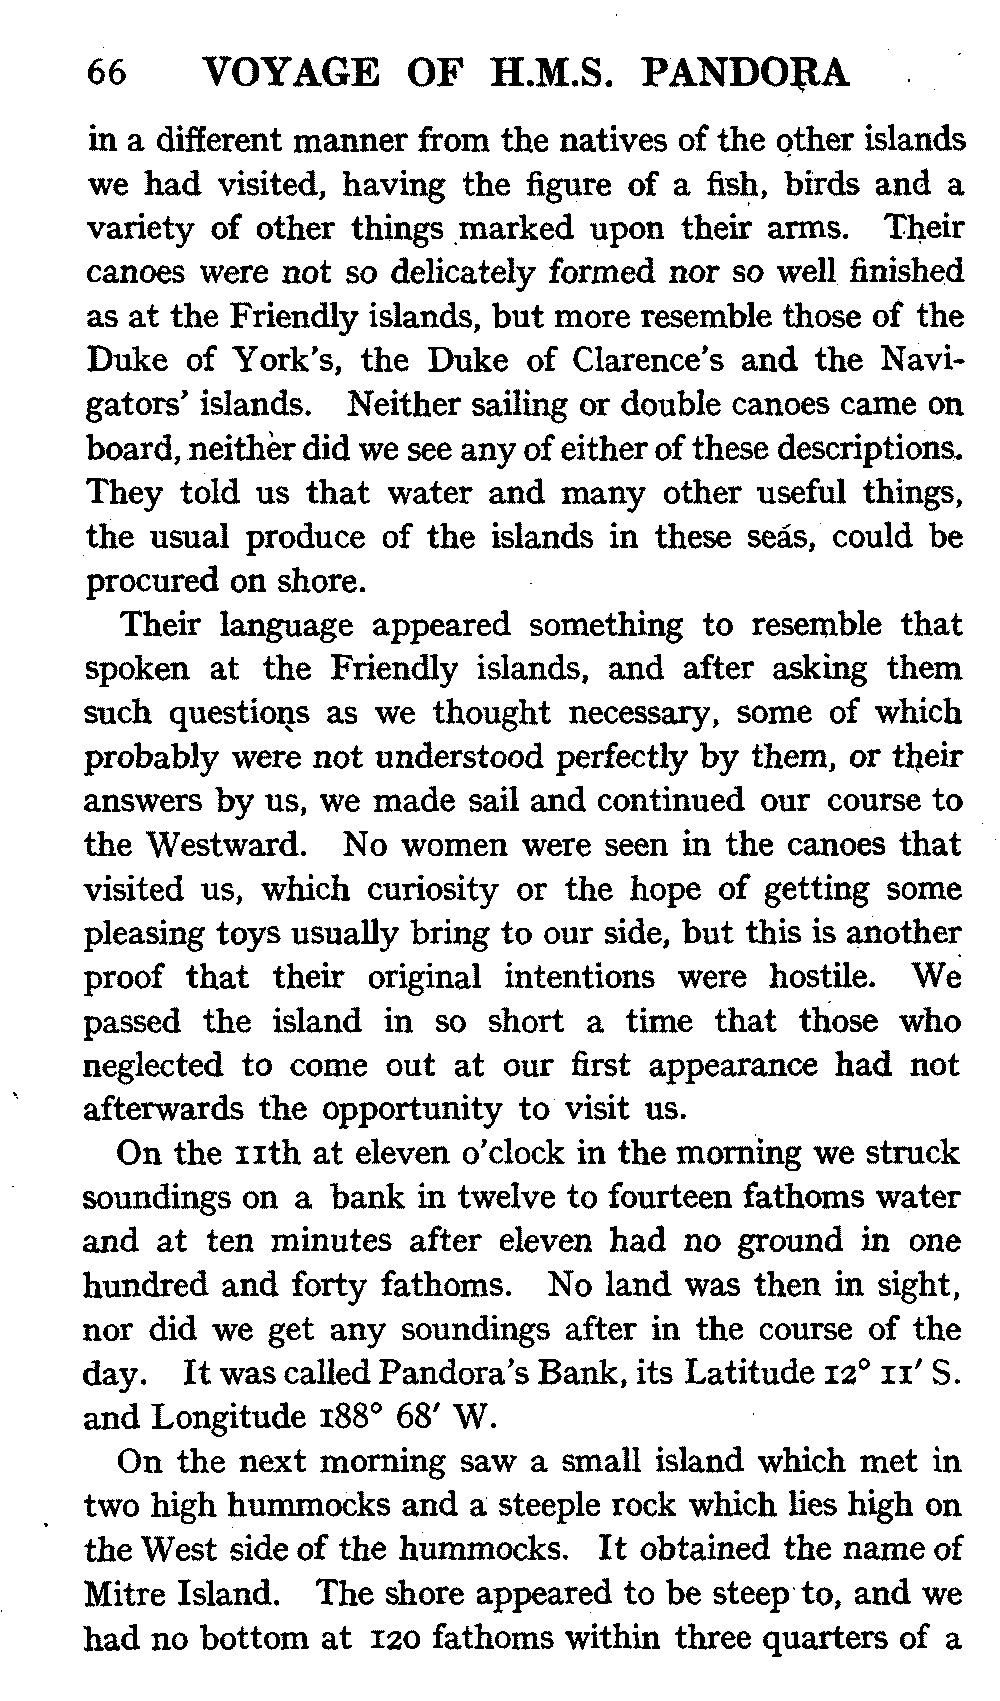 66 VOYAGE OF H.M.S. PANDORA
in a different manner from the natives of the other islands
we had visited, having the figure of a fish, birds and a
variety of other things marked upon their arms. Their
canoes were not so delicately formed nor so well finished
as at the Friendly islands, but more resemble those of the
Duke of York's, the Duke of Clarence's and the Navi-
gators' islands. Neither sailing or double canoes came on
board, neither did we see any of either of these descriptions.
They told us that water and many other useful things,
the usual produce of the islands in these seas, could be
procured on shore.
Their language appeared something to resemble that
spoken at the Friendly islands, and after asking them
such questions as we thought necessary, some of which
probably were not understood perfectly by them, or their
answers by us, we made sail and continued our course to
the Westward. No women were seen in the canoes that
visited us, which curiosity or the hope of getting some
pleasing toys usually bring to our side, but this is another
proof that their original intentions were hostile. We
passed the island in so short a time that those who
neglected to come out at our first appearance had not
afterwards the opportunity to visit us.
On the 11th at eleven o'clock in the morning we struck
soundings on a bank in twelve to fourteen fathoms water
and at ten minutes after eleven had no ground in one
hundred and forty fathoms. No land was then in sight,
nor did we get any soundings after in the course of the
day. It was called Pandora's Bank, its Latitude 12° 11' S.
and Longitude 188° 68' W.
On the next morning saw a small island which met in
two high hummocks and a steeple rock which lies high on
the West side of the hummocks. It obtained the name of
Mitre Island. The shore appeared to be steep to, and we
had no bottom at 120 fathoms within three quarters of a